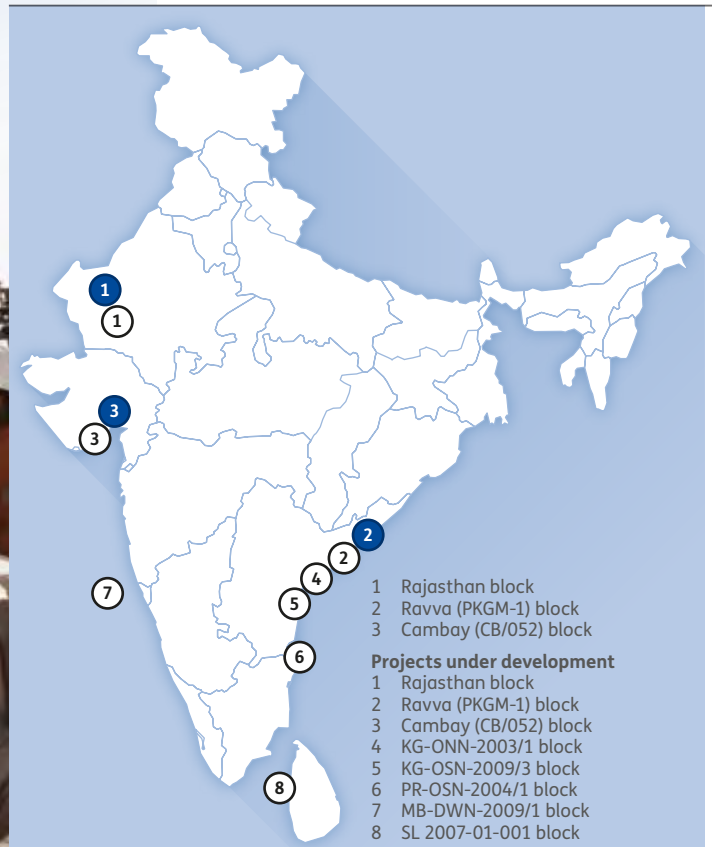 1
1
3
3
2
2
7
4
5
6
8
1 Rajasthan block
2 Ravva (PKGM-1) block
3 Cambay (CB/052) block
Projects under development
1 Rajasthan block
2 Ravva (PKGM-1) block
3 Cambay (CB/052) block
4 KG-ONN-2003/1 block
5 KG-OSN-2009/3 block
6 PR-OSN-2004/1 block
7 MB-DWN-2009/1 block
8 SL 2007-01-001 block